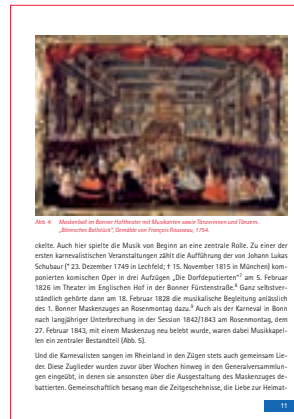 Abb. 4: Maskenball im Bonner Hoftheater mit Musikanten sowie Tänzerinnen und Tänzern.
„Bönnsches Ballstück“, Gemälde von François Rousseau, 1754.
ckelte. Auch hier spielte die Musik von Beginn an eine zentrale Rolle. Zu einer der
ersten karnevalistischen Veranstaltungen zählt die Aufführung der von Johann Lukas
Schubaur (* 23. Dezember 1749 in Lechfeld; † 15. November 1815 in München) kom-
ponierten komischen Oper in drei Aufzügen „Die Dorfdeputierten“⁷ am 5. Februar
1826 im Theater im Englischen Hof in der Bonner Fürstenstraße.⁸ Ganz selbstver-
ständlich gehörte dann am 18. Februar 1828 die musikalische Begleitung anlässlich
des 1. Bonner Maskenzuges an Rosenmontag dazu.⁹ Auch als der Karneval in Bonn
nach langjähriger Unterbrechung in der Session 1842/1843 am Rosenmontag, dem
27. Februar 1843, mit einem Maskenzug neu belebt wurde, waren dabei Musikkapel-
len ein zentraler Bestandteil (Abb. 5).
Und die Karnevalisten sangen im Rheinland in den Zügen stets auch gemeinsam Lie-
der. Diese Zuglieder wurden zuvor über Wochen hinweg in den Generalversammlun-
gen eingeübt, in denen sie ansonsten über die Ausgestaltung des Maskenzuges de-
battierten. Gemeinschaftlich besang man die Zeitgeschehnisse, die Liebe zur Heimat-
11